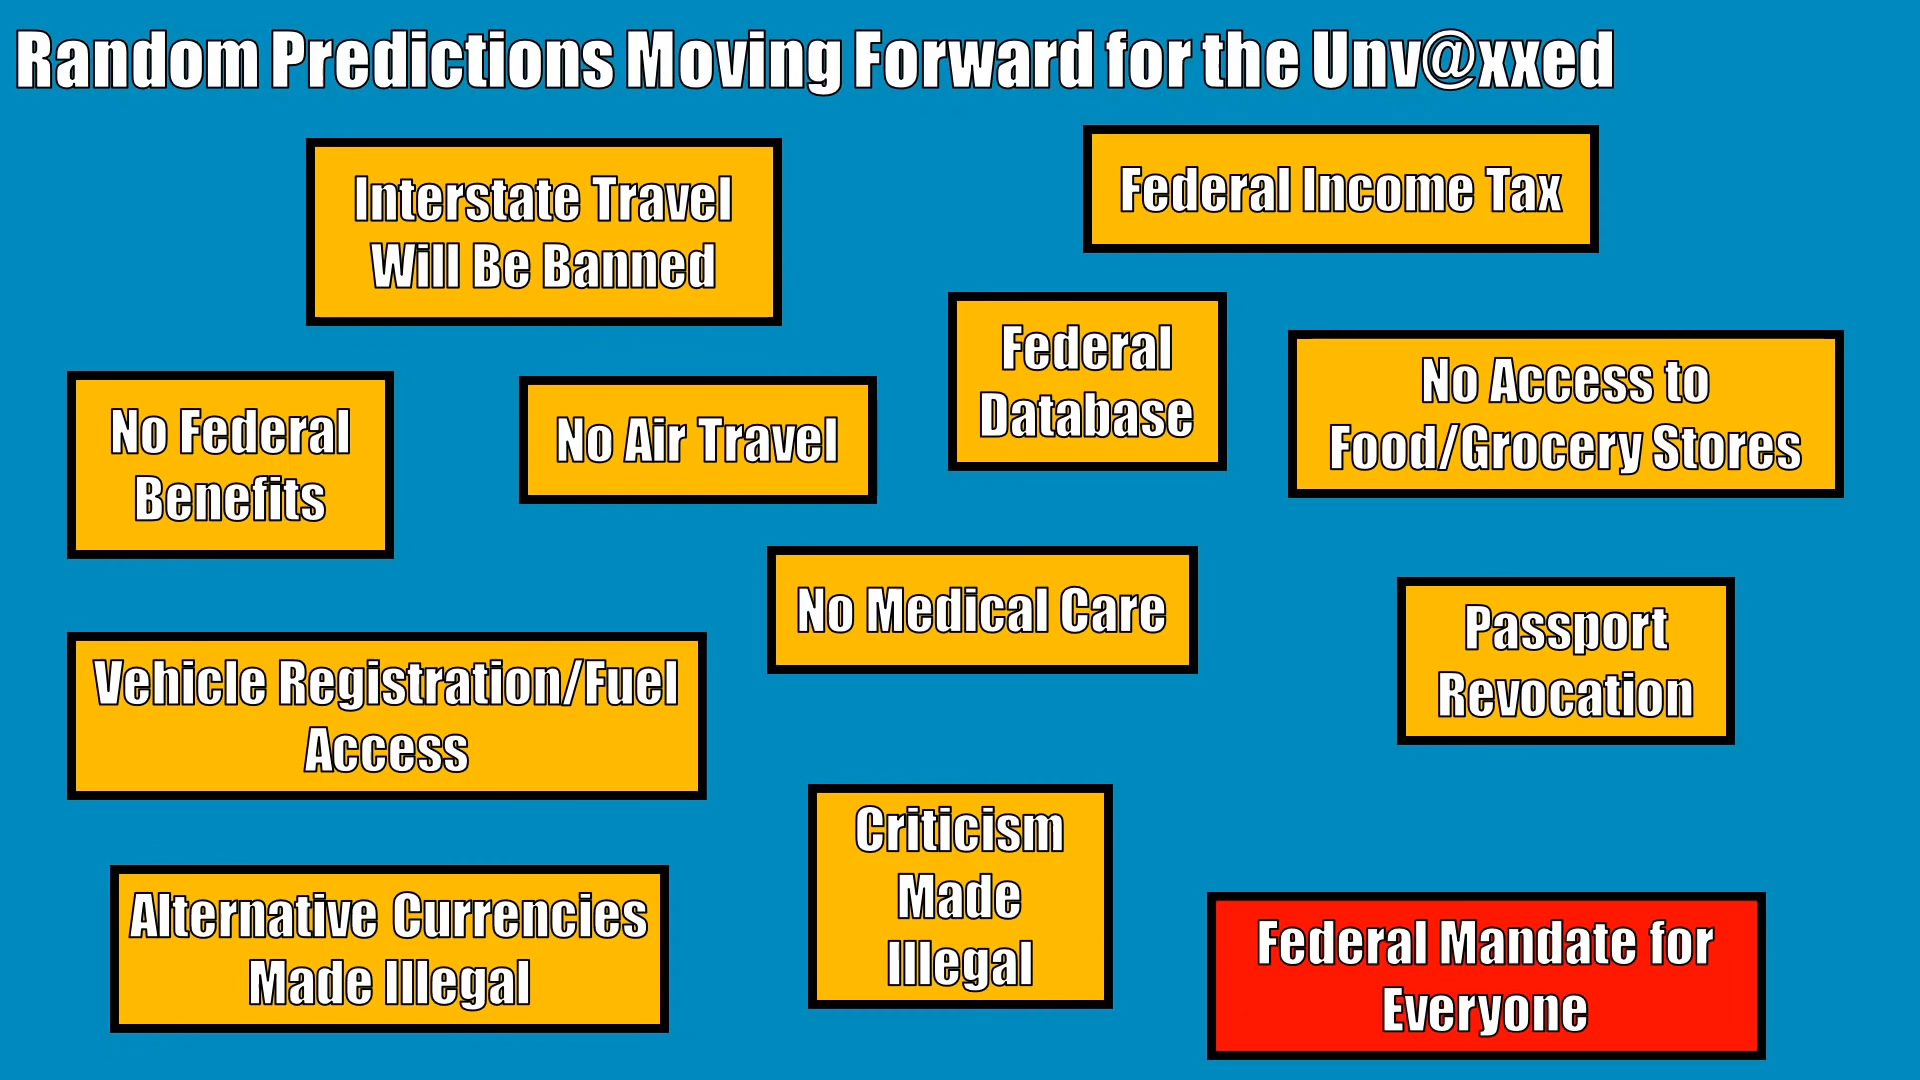 Random Predictions Moving Forward for the Unv@xxed
Interstate Travel
Will Be Banned
Federal Income Tax
Federal
Database
No Access to
Food/Grocery Stores
No Federal
Benefits
No Air Travel
No Medical Care
Passport
Revocation
Vehicle Registration/Fuel
Access
Criticism
Made
Illegal
Alternative Currencies
Made Illegal
Federal Mandate for
Everyone